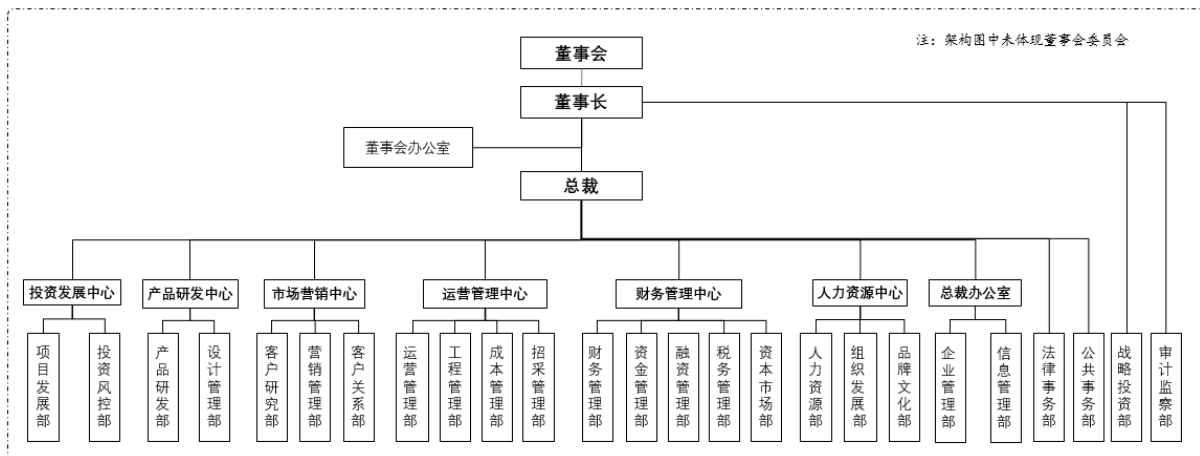 注：架构图中未体现董事会委员会
董事会
董事长
董事会办公室
总裁
投资发展中心
产品研发中心
市场营销中心
运营管理中心
财务管理中心
人力资源中心
总裁办公室
项目发展部
投资风控部
产品研发部
设计管理部
客户研究部
营销管理部
客户关系部
运营管理部
工程管理部
成本管理部
招采管理部
财务管理部
资金管理部
融资管理部
税务管理部
资本市场部
人力资源部
组织发展部
品牌文化部
企业管理部
信息管理部
法律事务部
公共事务部
战略投资部
审计监察部